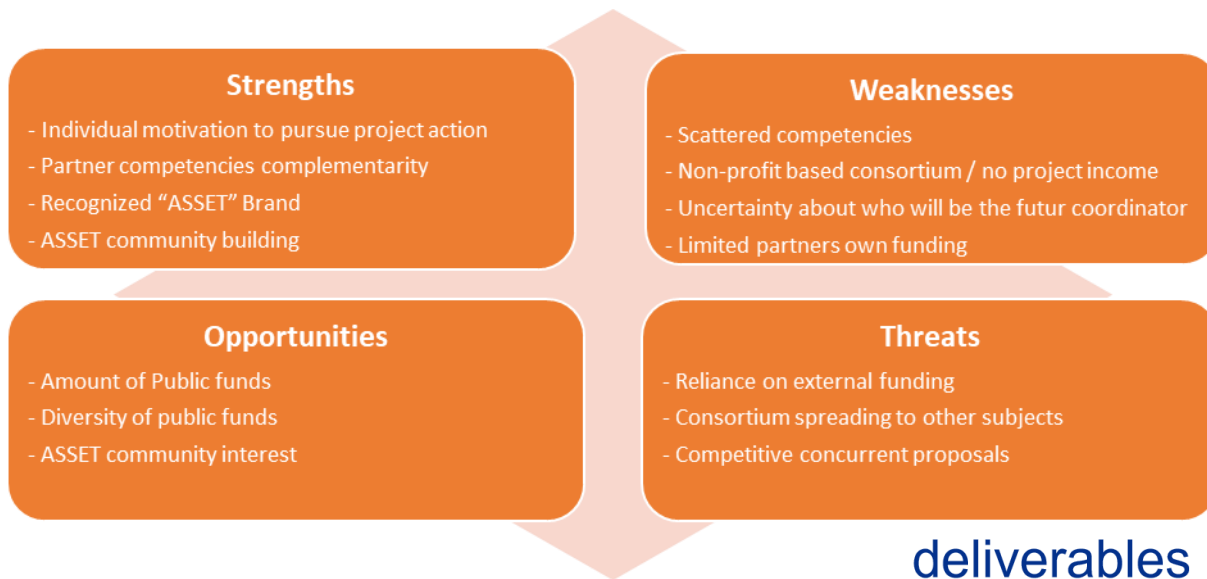 Strengths
- Individual motivation to pursue project action
- Partner competencies complementarity
- Recognized “ASSET” Brand
- ASSET community building
Weaknesses
- Scattered competencies
- Non-profit based consortium / no project income
- Uncertainty about who will be the futur coordinator
- Limited partners own funding
Opportunities
- Amount of Public funds
- Diversity of public funds
- ASSET community interest
Threats
- Reliance on external funding
- Consortium spreading to other subjects
- Competitive concurrent proposals
deliverables